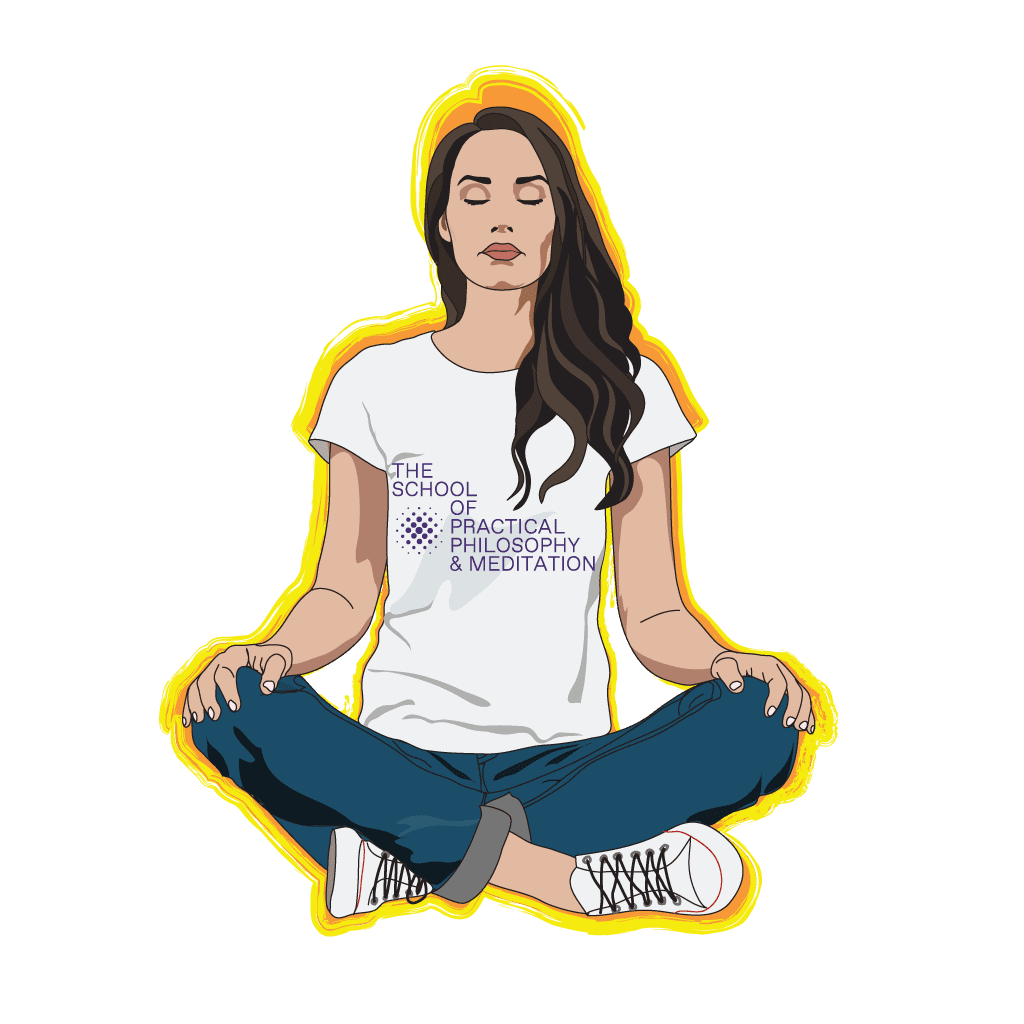 THE
SCHOOL
OF
PRACTICAL
PHILOSOPHY
& MEDITATION